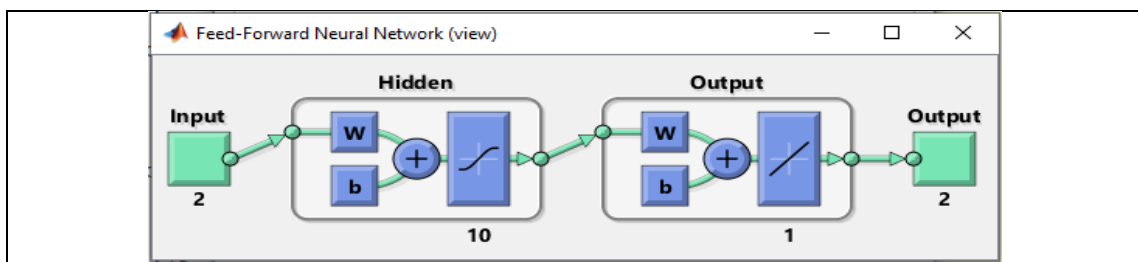 Feed-Forward Neural Network (view)
Hidden
Output
Input
Output
W
b
W
b
2
10
1
2